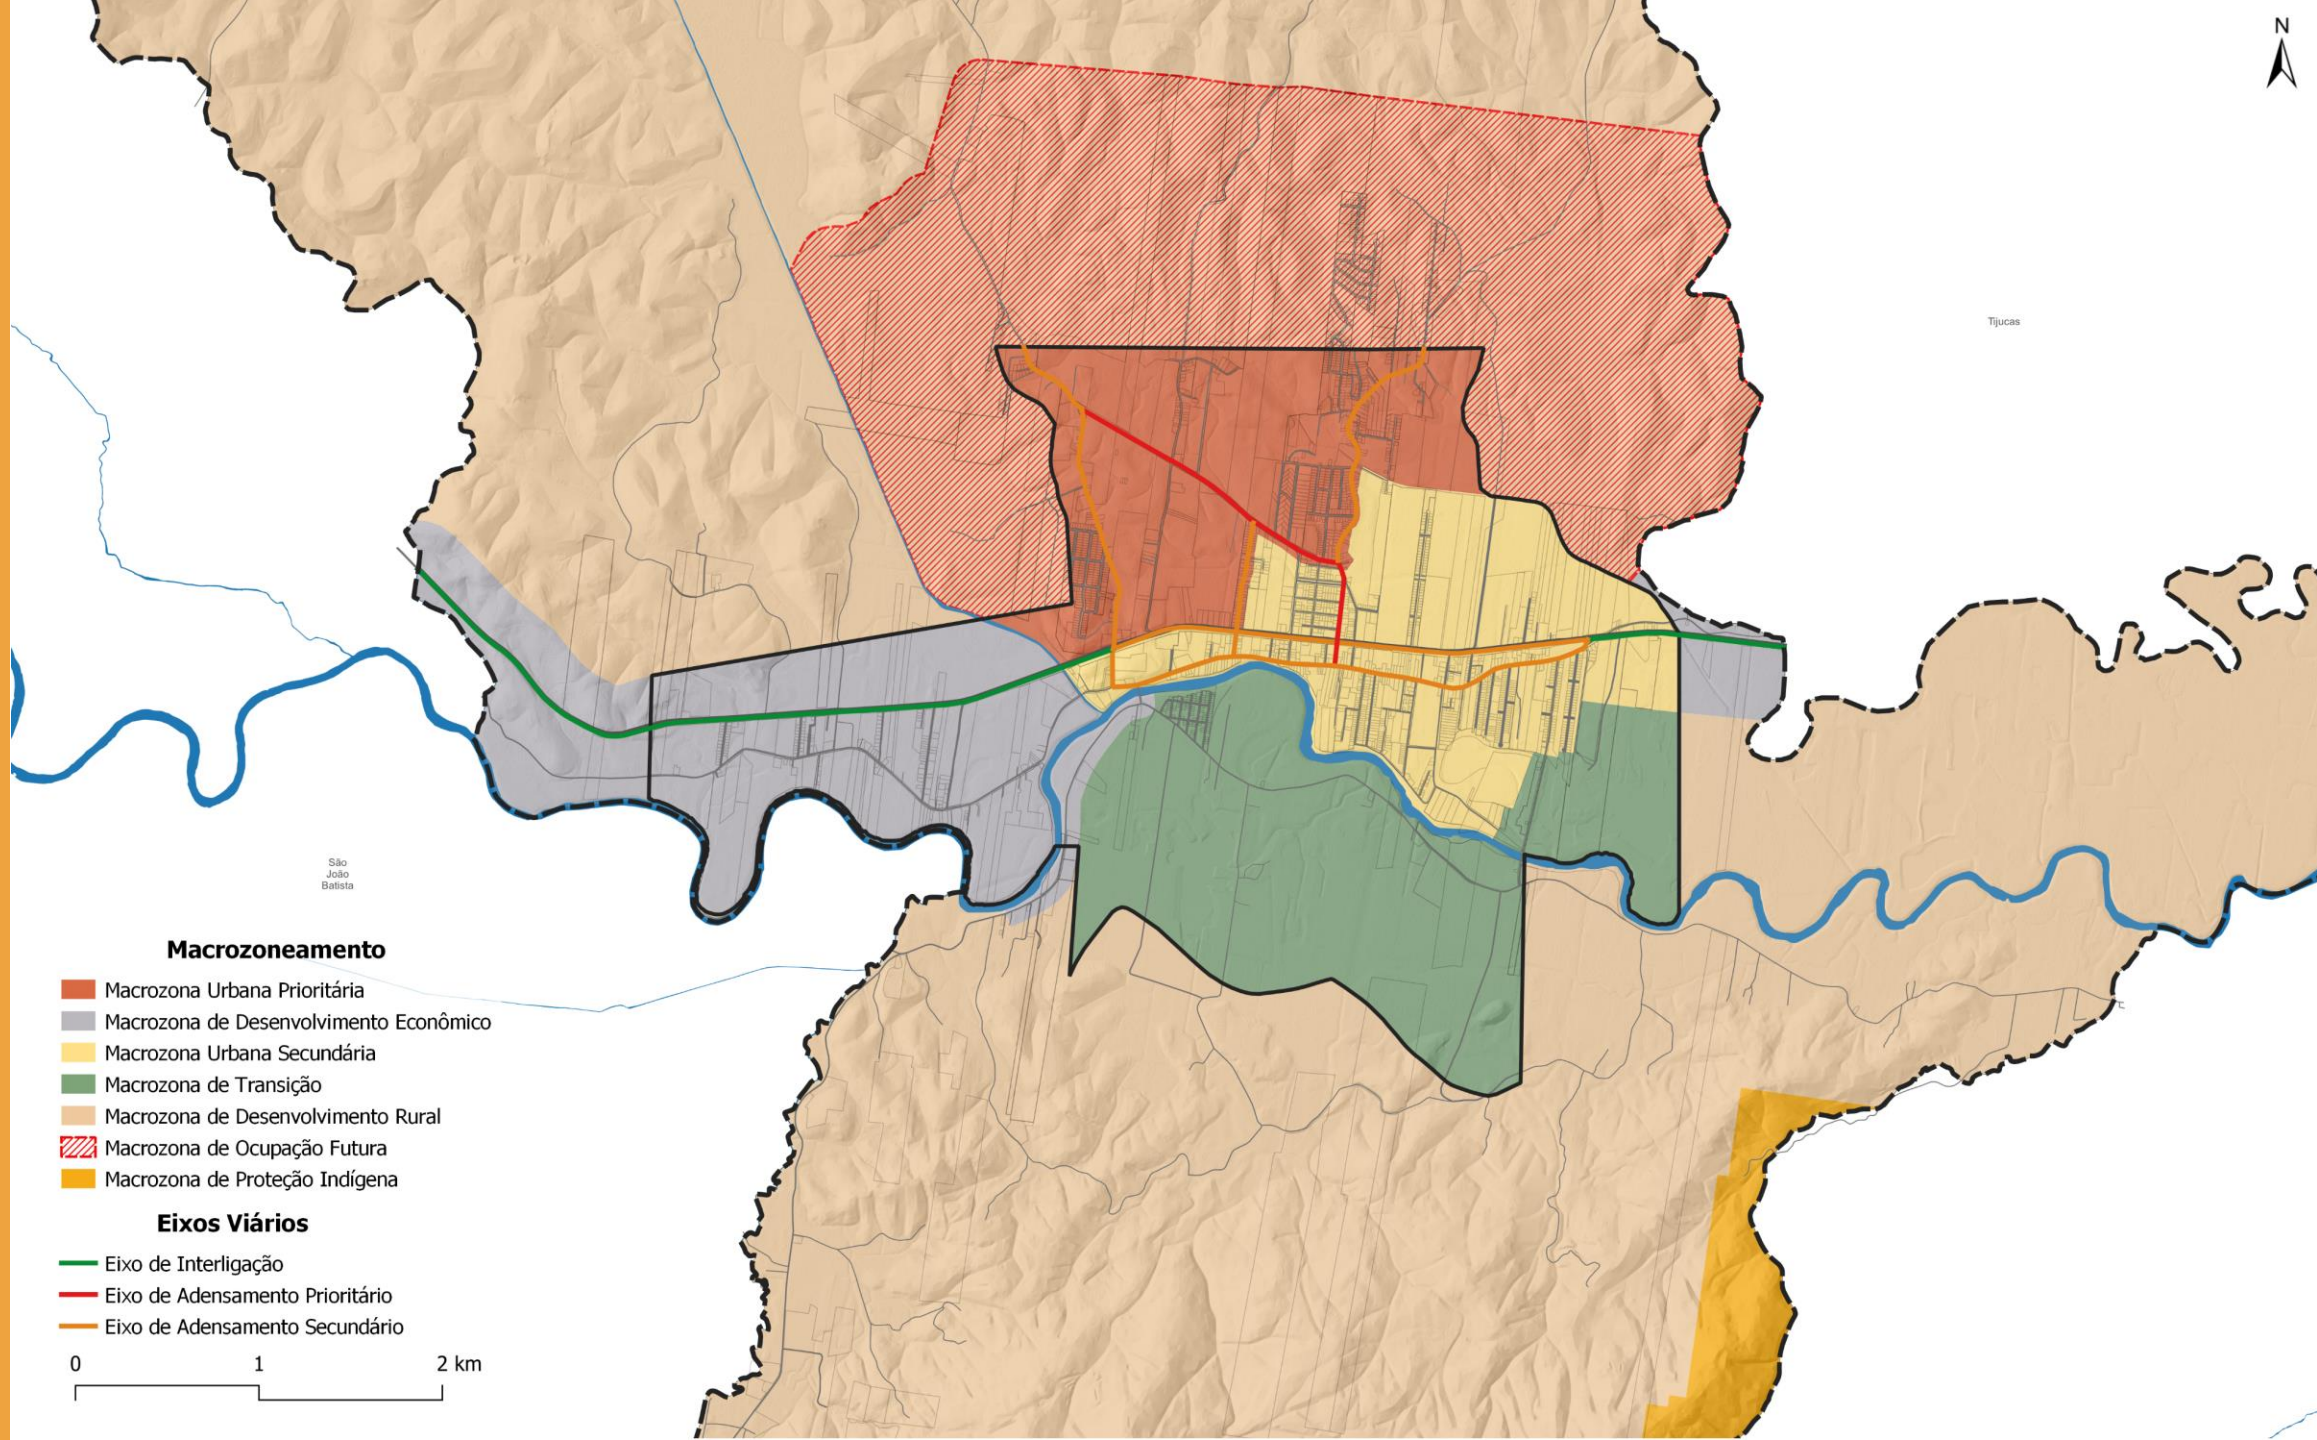 N
Tijucas
São
João
Batista
Macrozoneamento
Macrozona Urbana Prioritária
Macrozona de Desenvolvimento Econômico
Macrozona Urbana Secundária
Macrozona de Transição
Macrozona de Desenvolvimento Rural
Macrozona de Ocupação Futura
Macrozona de Proteção Indígena
Eixos Viários
Eixo de Interligação
Eixo de Adensamento Prioritário
Eixo de Adensamento Secundário
0 1 2 km